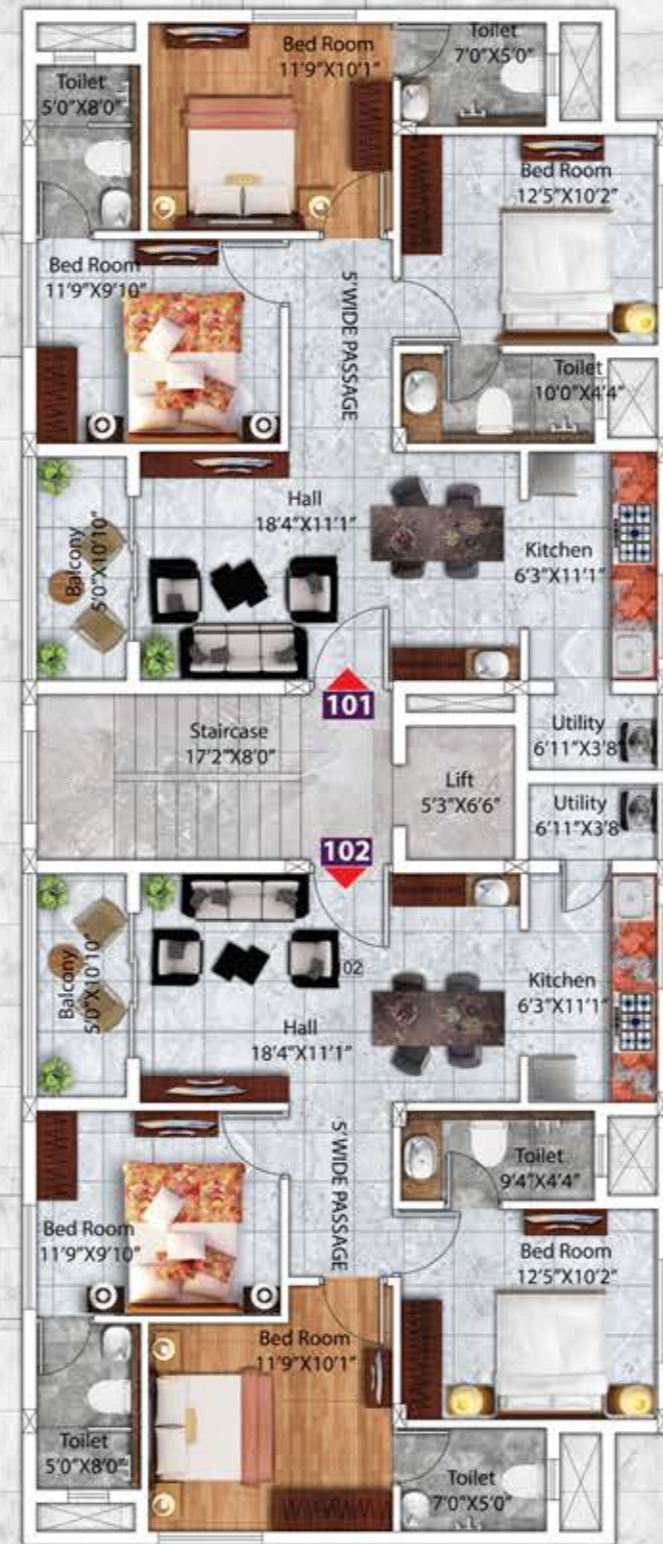 Toilet
7'0"X5'0"
Bed Room
11'9"X10'1"
Toilet
5'0"X8'0"
Bed Room
12'5"X10'2"
Bed Room
11'9"X9'10"
5'WIDE PASSAGE
Toilet
10'0"X4'4"
Hall
18'4"X11'1"
Balcony
5'0"X10'10"
Kitchen
6'3"X11'1"
101
Staircase
17'2"X8'0"
Utility
6'11"X3'8"
Lift
5'3"X6'6"
Utility
6'11"X3'8
102
Balcony
5'0"X10'10"
02
Kitchen
6'3"X11'1"
Hall
18'4"X11'1"
5'WIDE PASSAGE
Toilet
9'4"X4'4"
Bed Room
11'9"X9'10"
Bed Room
12'5"X10'2"
Bed Room
11'9"X10'1"
Toilet
5'0"X8'0"
Toilet
7'0"X5'0"